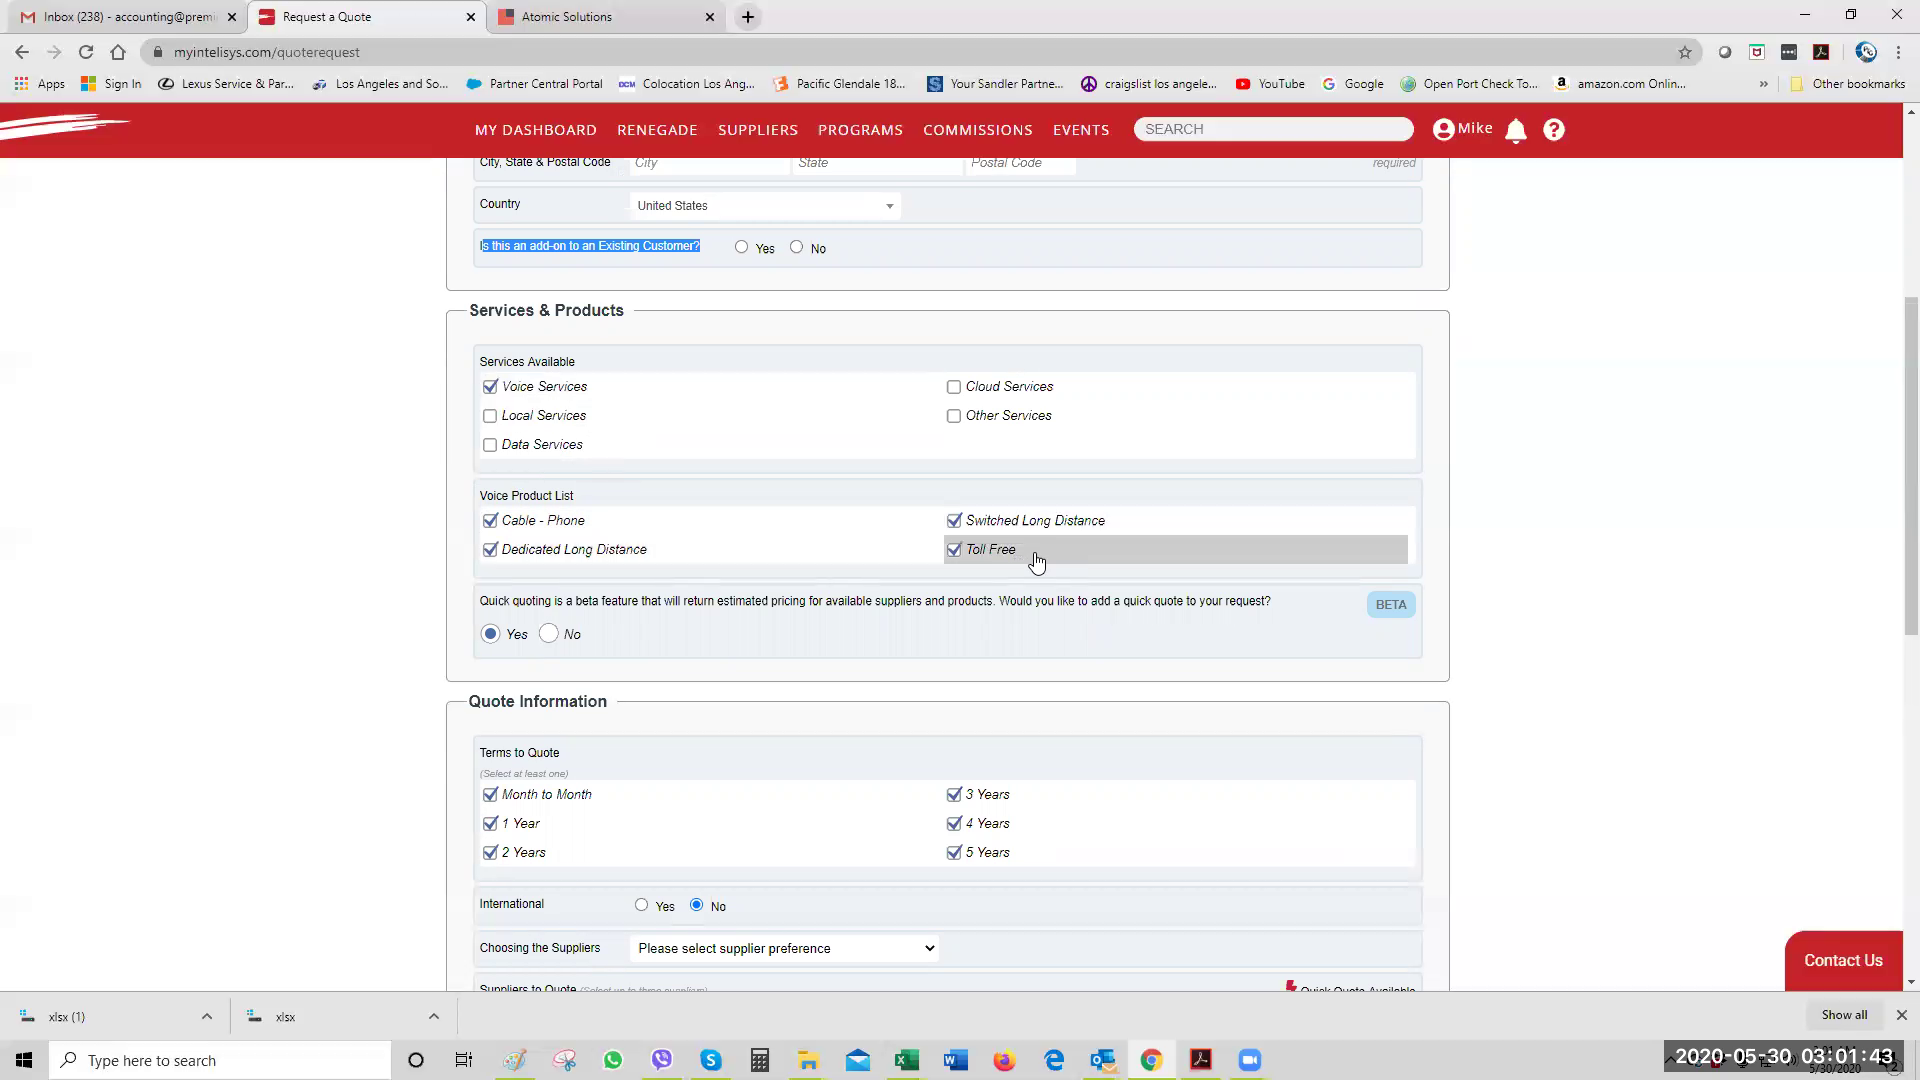 Inbox (238) - accounting@premi
Request a Quote
Atomic Solutions
myintelisys.com/quoterequest
Apps
Sign In
Lexus Service & Par...
Los Angeles and So...
Partner Central Portal
Colocation Los Ang...
Pacific Glendale 18...
Your Sandler Partne...
craigslist los angele...
YouTube
Google
Open Port Check To...
amazon.com Onlin...
»
Other bookmarks
MY DASHBOARD RENEGADE SUPPLIERS PROGRAMS COMMISSIONS EVENTS SEARCH Mike
City, State & Postal Code City State Postal Code required
Country United States
Is this an add-on to an Existing Customer? Yes No
Services & Products
Services Available
Voice Services Cloud Services
Local Services Other Services
Data Services
Voice Product List
Cable - Phone Switched Long Distance
Dedicated Long Distance Toll Free
Quick quoting is a beta feature that will return estimated pricing for available suppliers and products. Would you like to add a quick quote to your request? BETA
Yes No
Quote Information
Terms to Quote
(Select at least one)
Month to Month 3 Years
1 Year 4 Years
2 Years 5 Years
International Yes No
Choosing the Suppliers Please select supplier preference
Suppliers to Quote (Select up to three suppliers) Quick Quote Available
Contact Us
xlsx (1) xlsx Show all
Type here to search
2020-05-30 03:01:43
5/30/2020